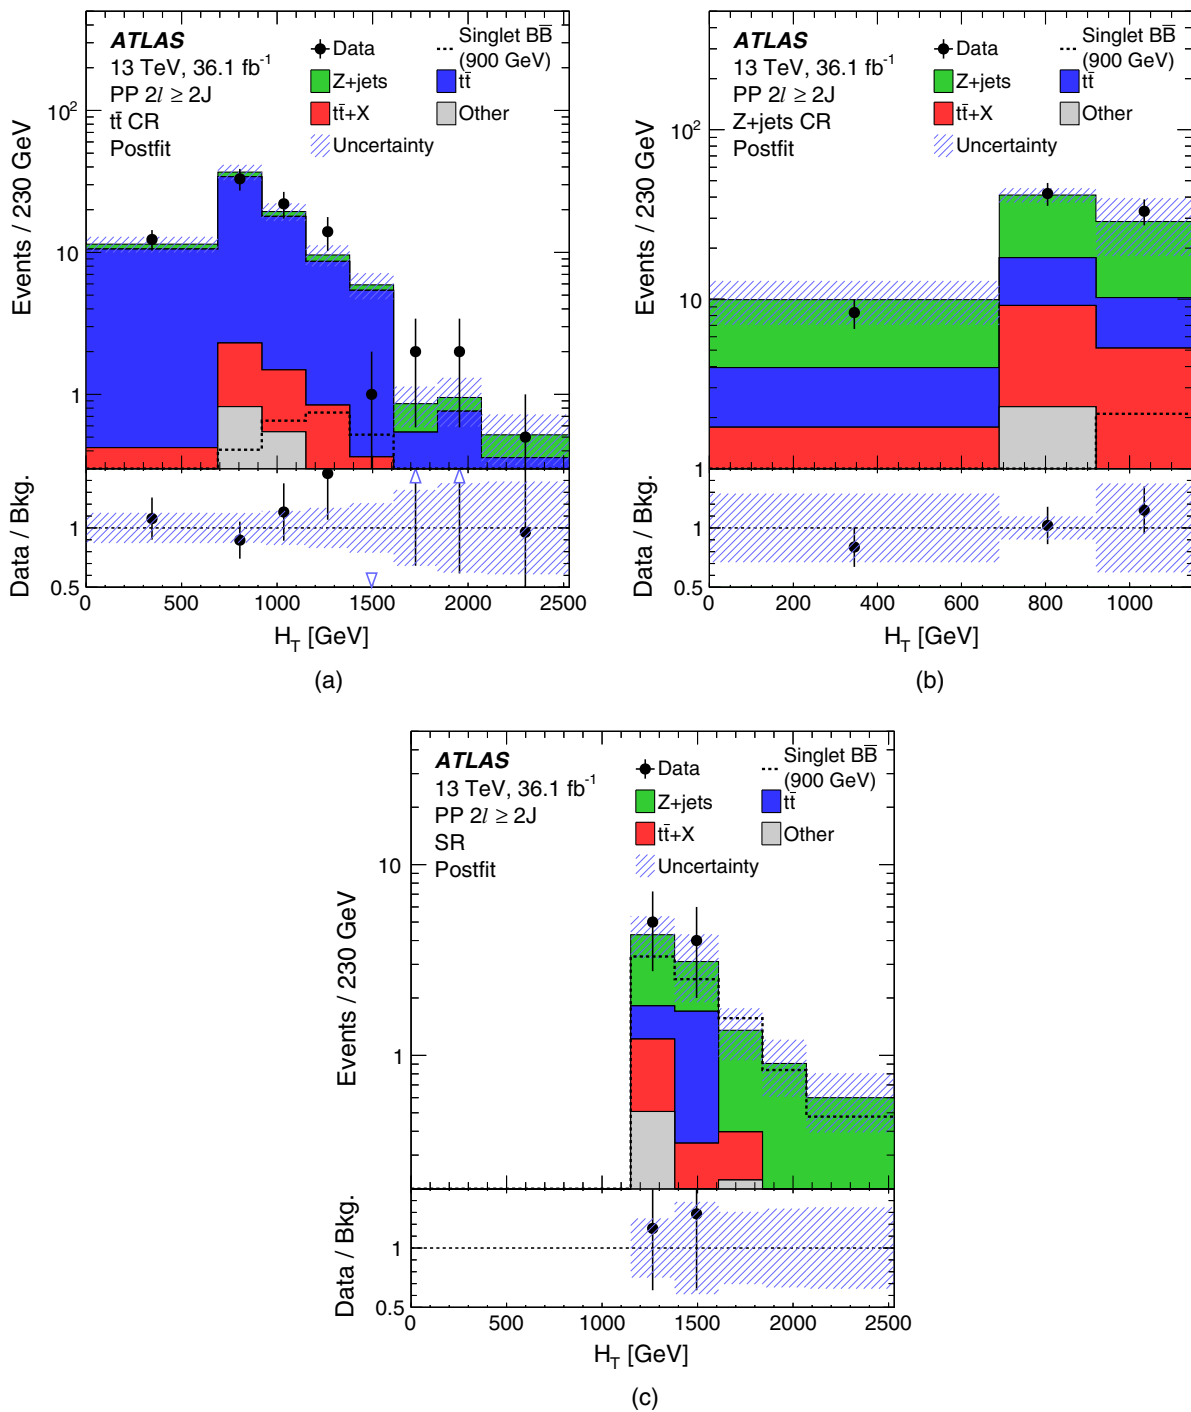 ATLAS
13 TeV, 36.1 fb⁻¹
PP 2l ≥ 2J
tt̅ CR
Postfit
Data
Singlet BB̅
(900 GeV)
Z+jets
tt̅
tt̅+X
Other
Uncertainty
Events / 230 GeV
10²
10
1
Data / Bkg.
1
0.5
0 500 1000 1500 2000 2500
H_T [GeV]
(a)
ATLAS
13 TeV, 36.1 fb⁻¹
PP 2l ≥ 2J
Z+jets CR
Postfit
Data
Singlet BB̅
(900 GeV)
Z+jets
tt̅
tt̅+X
Other
Uncertainty
Events / 230 GeV
10²
10
1
Data / Bkg.
1
0.5
0 200 400 600 800 1000
H_T [GeV]
(b)
ATLAS
13 TeV, 36.1 fb⁻¹
PP 2l ≥ 2J
SR
Postfit
Data
Singlet BB̅
(900 GeV)
Z+jets
tt̅
tt̅+X
Other
Uncertainty
Events / 230 GeV
10
1
Data / Bkg.
1
0.5
0 500 1000 1500 2000 2500
H_T [GeV]
(c)